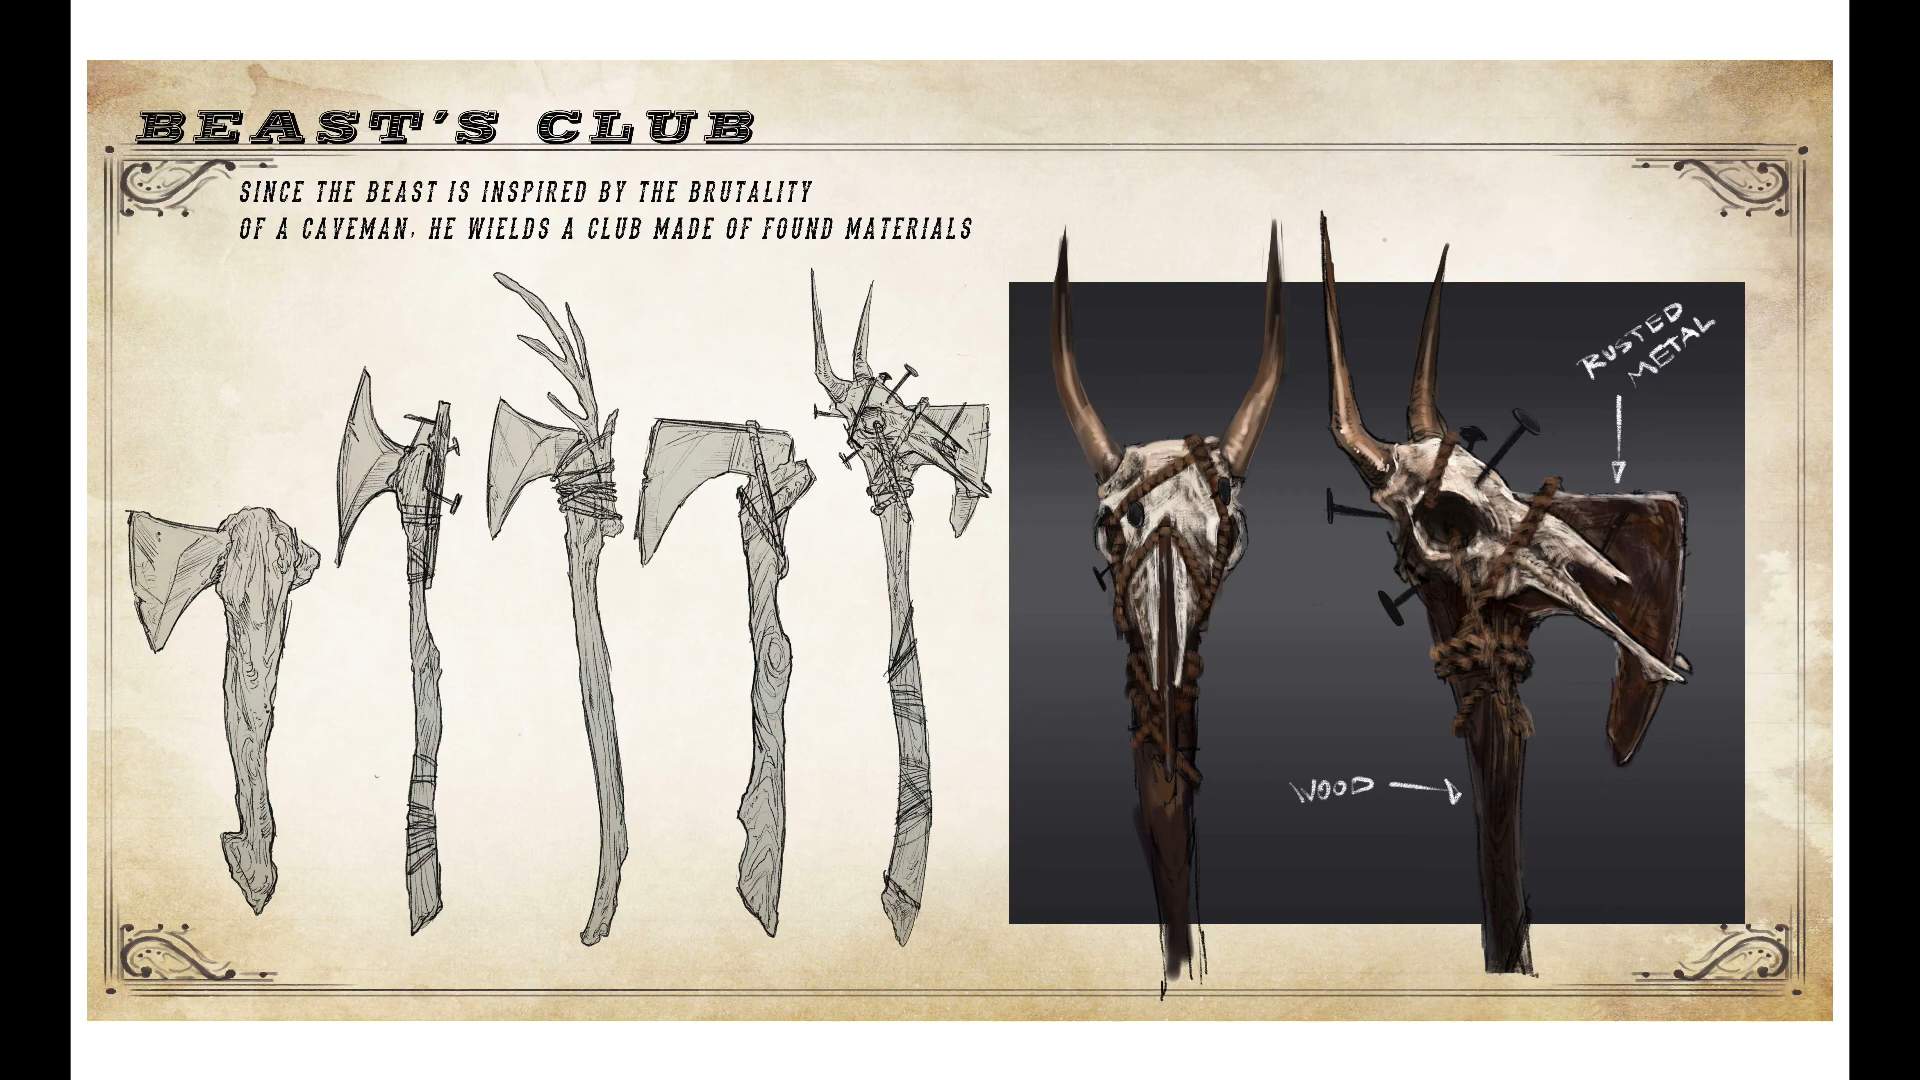 BEAST'S CLUB
SINCE THE BEAST IS INSPIRED BY THE BRUTALITY
OF A CAVEMAN, HE WIELDS A CLUB MADE OF FOUND MATERIALS
RUSTED
METAL
WOOD